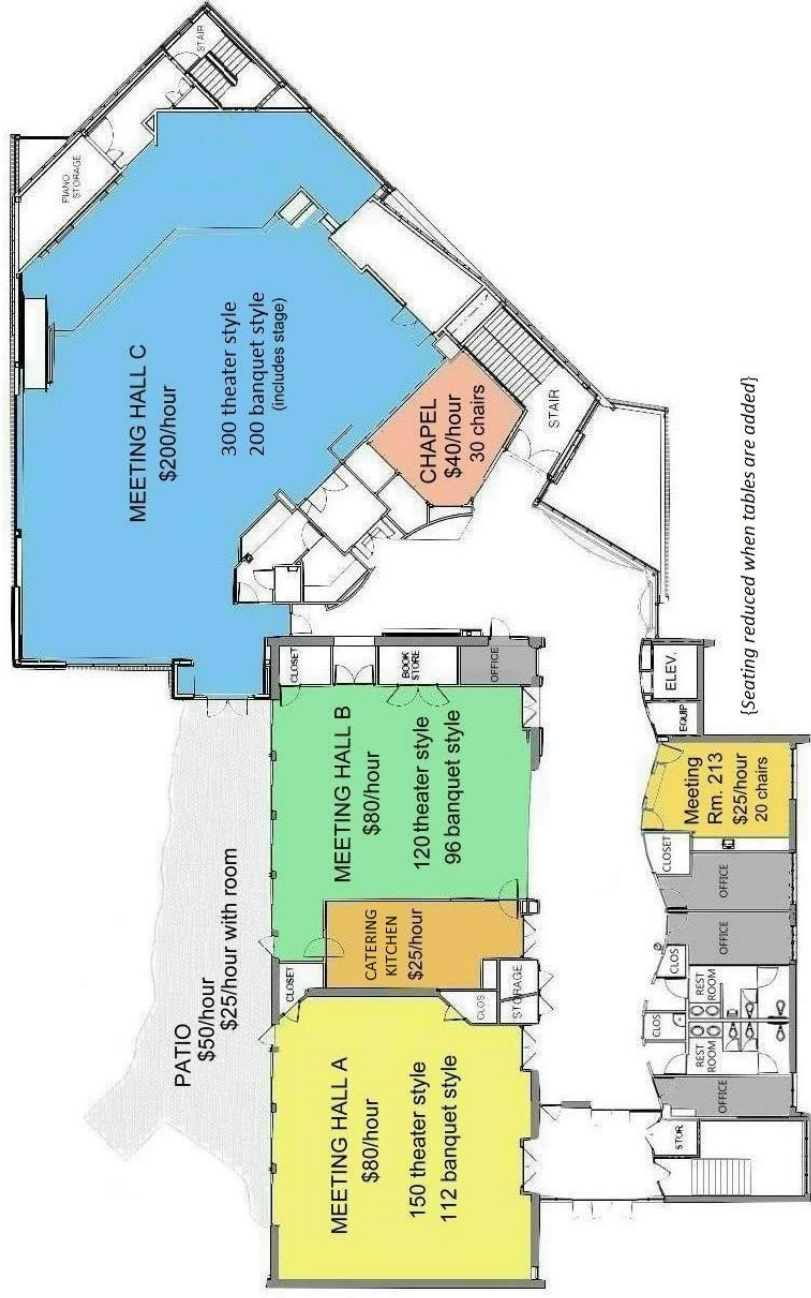 PATIO
$50/hour
$25/hour with room
MEETING HALL A
$80/hour
150 theater style
112 banquet style
CLOSET
CATERING
KITCHEN
$25/hour
CLOS
STORAGE
MEETING HALL B
$80/hour
120 theater style
96 banquet style
CLOSET
BOOK
STORE
OFFICE
MEETING HALL C
$200/hour
300 theater style
200 banquet style
(includes stage)
PIANO
STORAGE
STAIR
CHAPEL
$40/hour
30 chairs
STAIR
STOR.
OFFICE
REST
ROOM
CLOS
REST
ROOM
CLOS
OFFICE
OFFICE
CLOSET
Meeting
Rm. 213
$25/hour
20 chairs
EQUIP
ELEV.
{Seating reduced when tables are added}